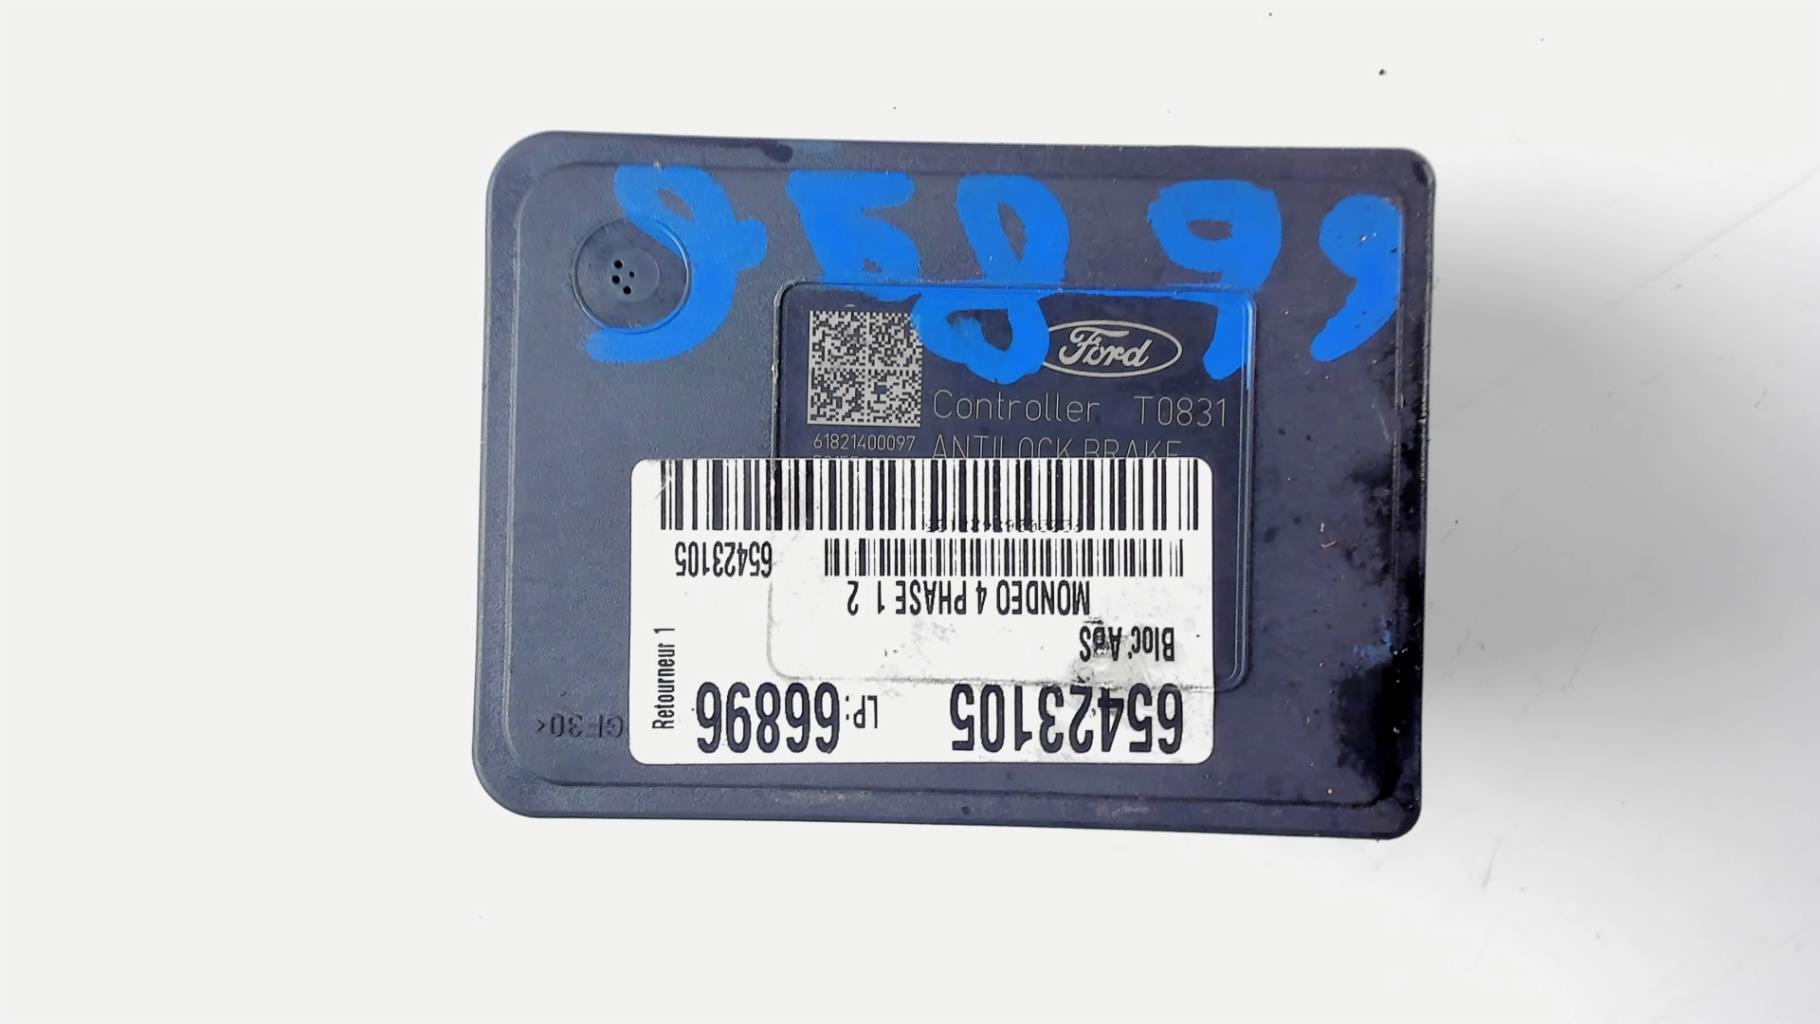 Ford
Controller T0831
61821400097 ANTILOCK BRAKE
65423105 LP: 66896
Bloc ABS
MONDEO 4 PHASE 1 2
65423105
Retourneur 1
GF30<